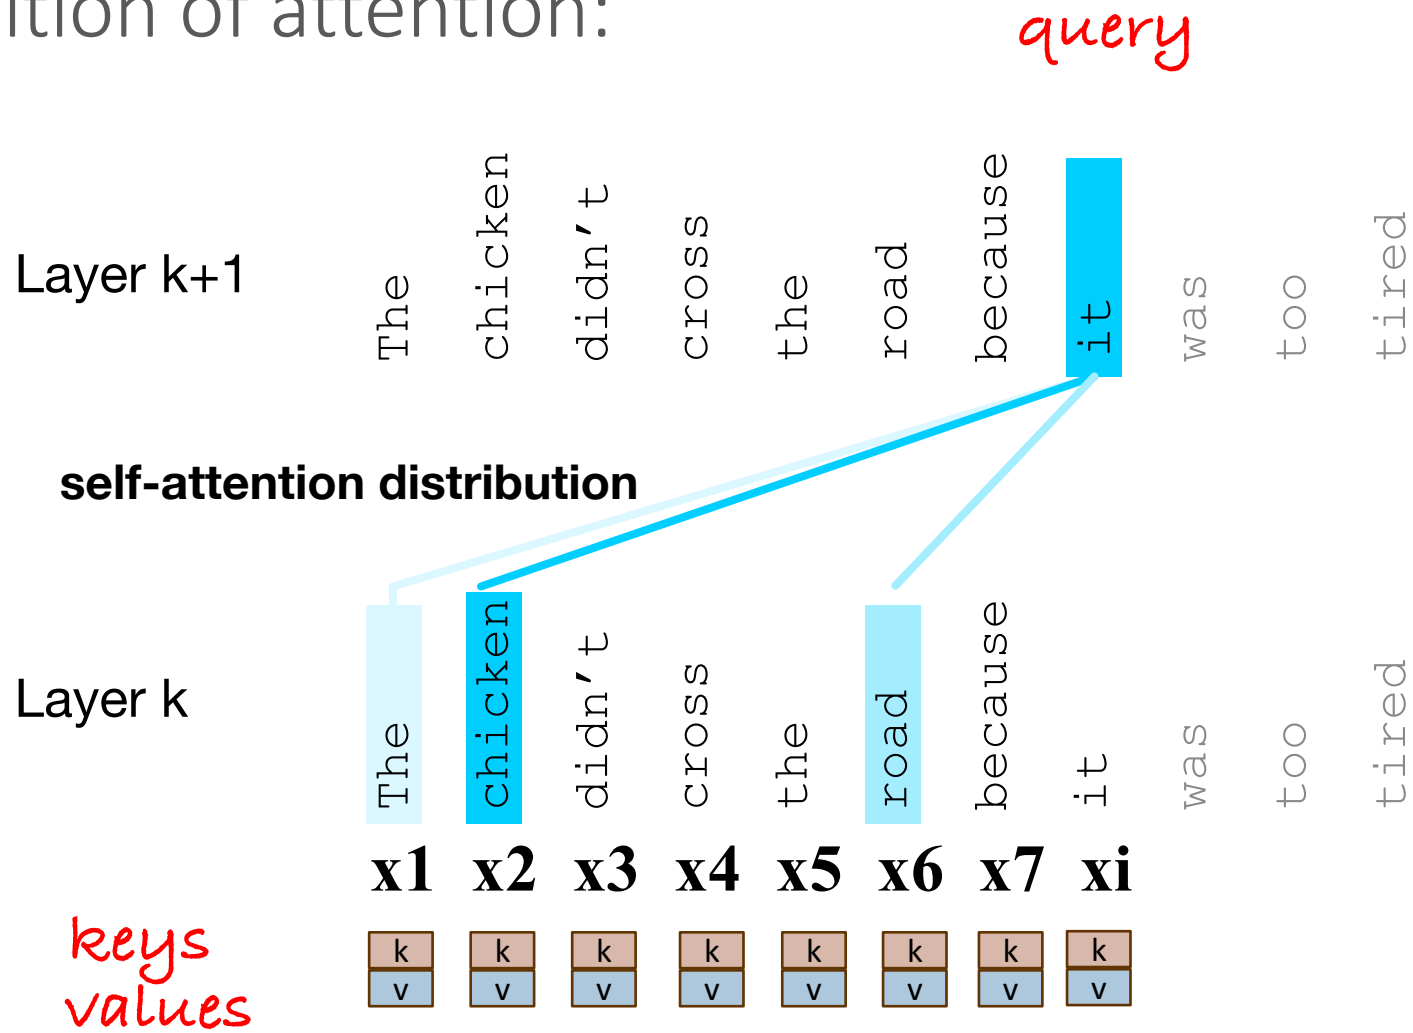 ition of attention:
query
Layer k+1
The chicken didn't cross the road because it was too tired
self-attention distribution
Layer k
The chicken didn't cross the road because it was too tired
x1 x2 x3 x4 x5 x6 x7 xi
keys
k k k k k k k k
values
v v v v v v v v